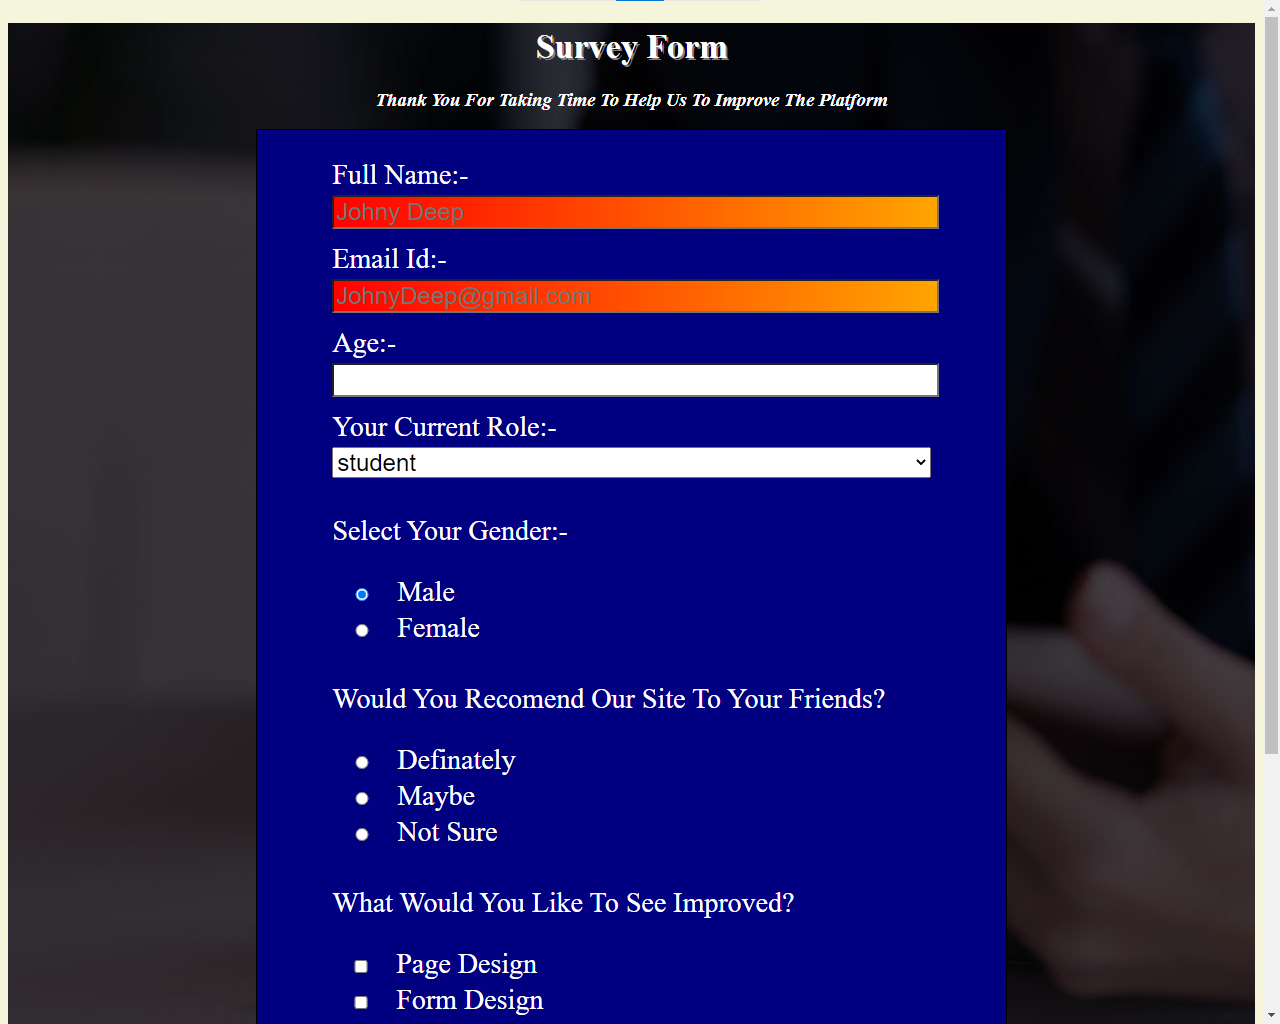 Survey Form
Thank You For Taking Time To Help Us To Improve The Platform
Full Name:-
Johny Deep
Email Id:-
JohnyDeep@gmail.com
Age:-
Your Current Role:-
student
Select Your Gender:-
Male
Female
Would You Recomend Our Site To Your Friends?
Definately
Maybe
Not Sure
What Would You Like To See Improved?
Page Design
Form Design